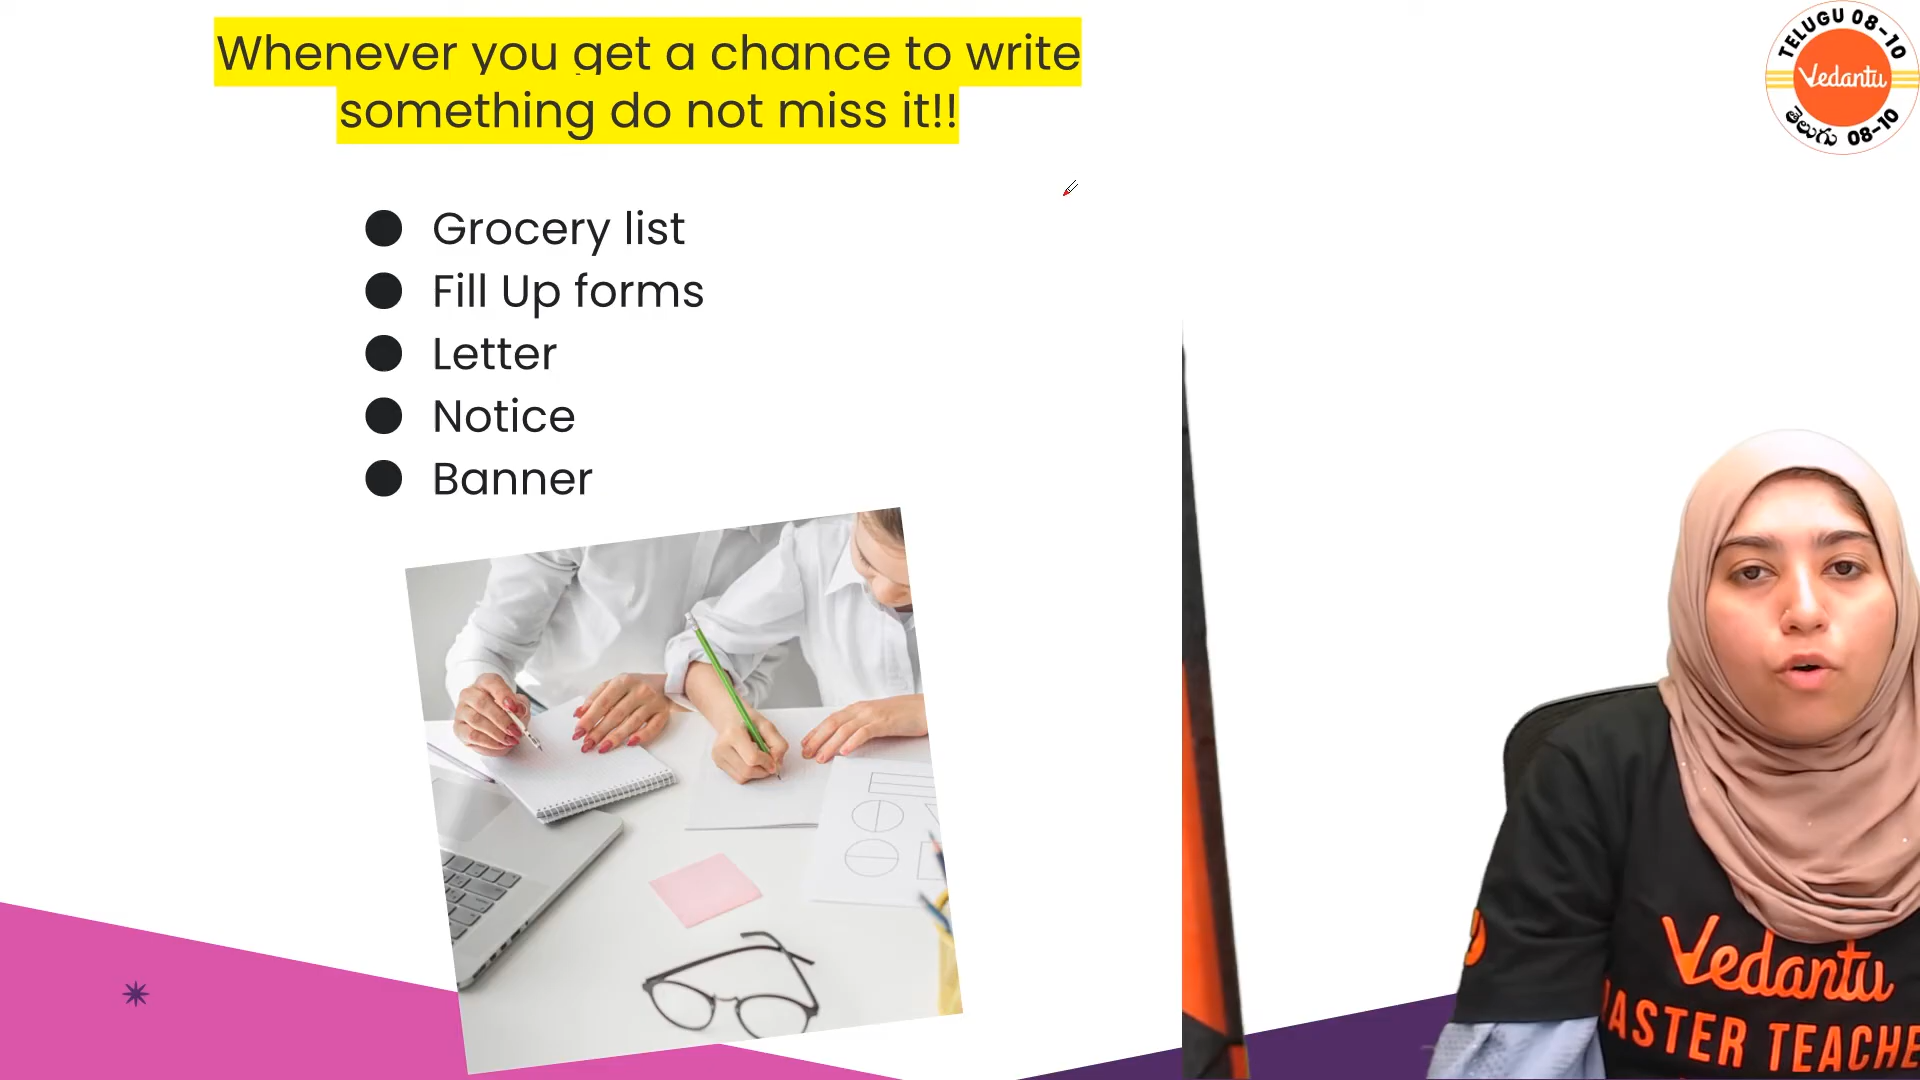 Whenever you get a chance to write
something do not miss it!!
Grocery list
Fill Up forms
Letter
Notice
Banner
TELUGU 08-10
Vedantu
తెలుగు 08-10
Vedantu
MASTER TEACHE